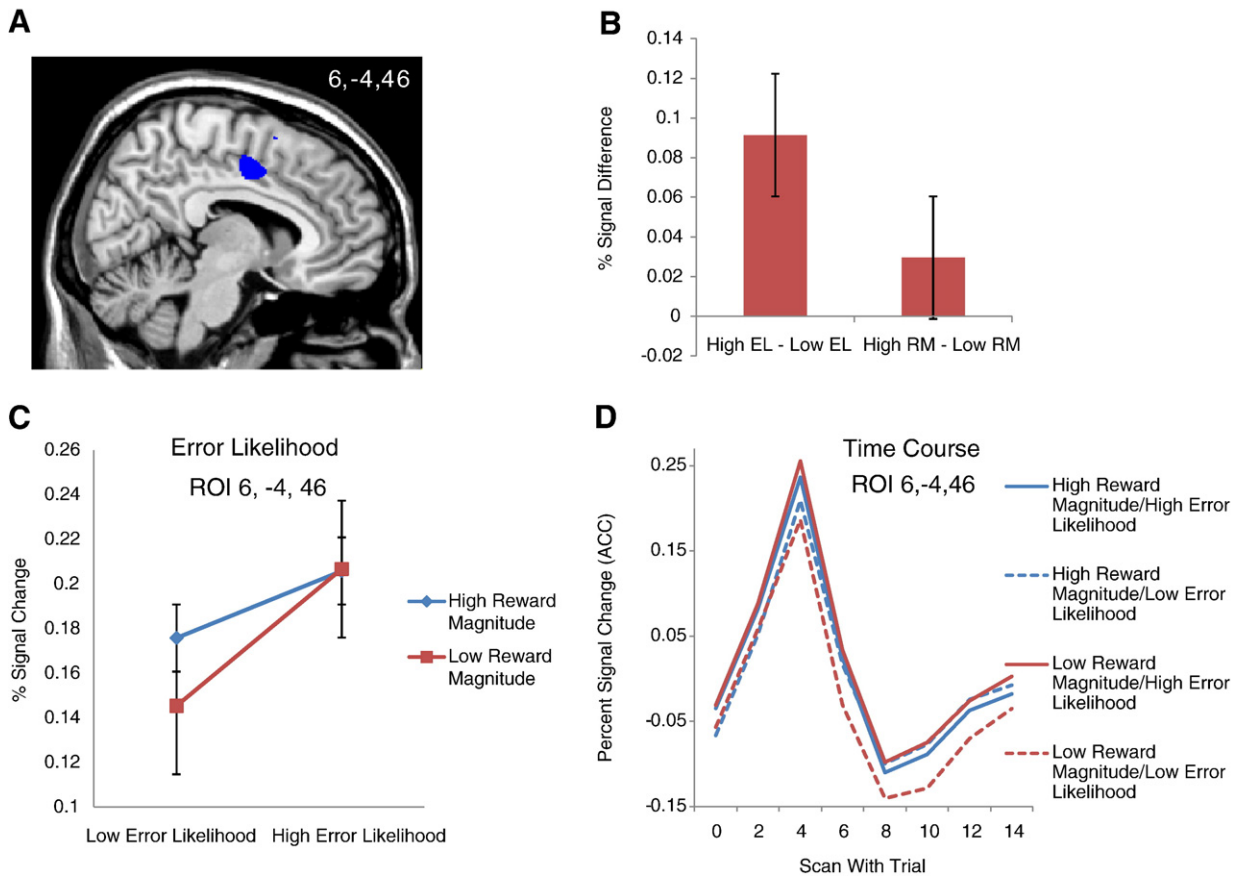 A
6,-4,46
B
0.14
0.12
0.1
0.08
0.06
0.04
0.02
0
-0.02
% Signal Difference
High EL - Low EL
High RM - Low RM
C
Error Likelihood
ROI 6, -4, 46
0.26
0.24
0.22
0.2
0.18
0.16
0.14
0.12
0.1
% Signal Change
Low Error Likelihood
High Error Likelihood
High Reward
Magnitude
Low Reward
Magnitude
D
Time Course
ROI 6,-4,46
0.25
0.15
0.05
-0.05
-0.15
Percent Signal Change (ACC)
0 2 4 6 8 10 12 14
Scan With Trial
High Reward
Magnitude/High Error
Likelihood
High Reward
Magnitude/Low Error
Likelihood
Low Reward
Magnitude/High Error
Likelihood
Low Reward
Magnitude/Low Error
Likelihood